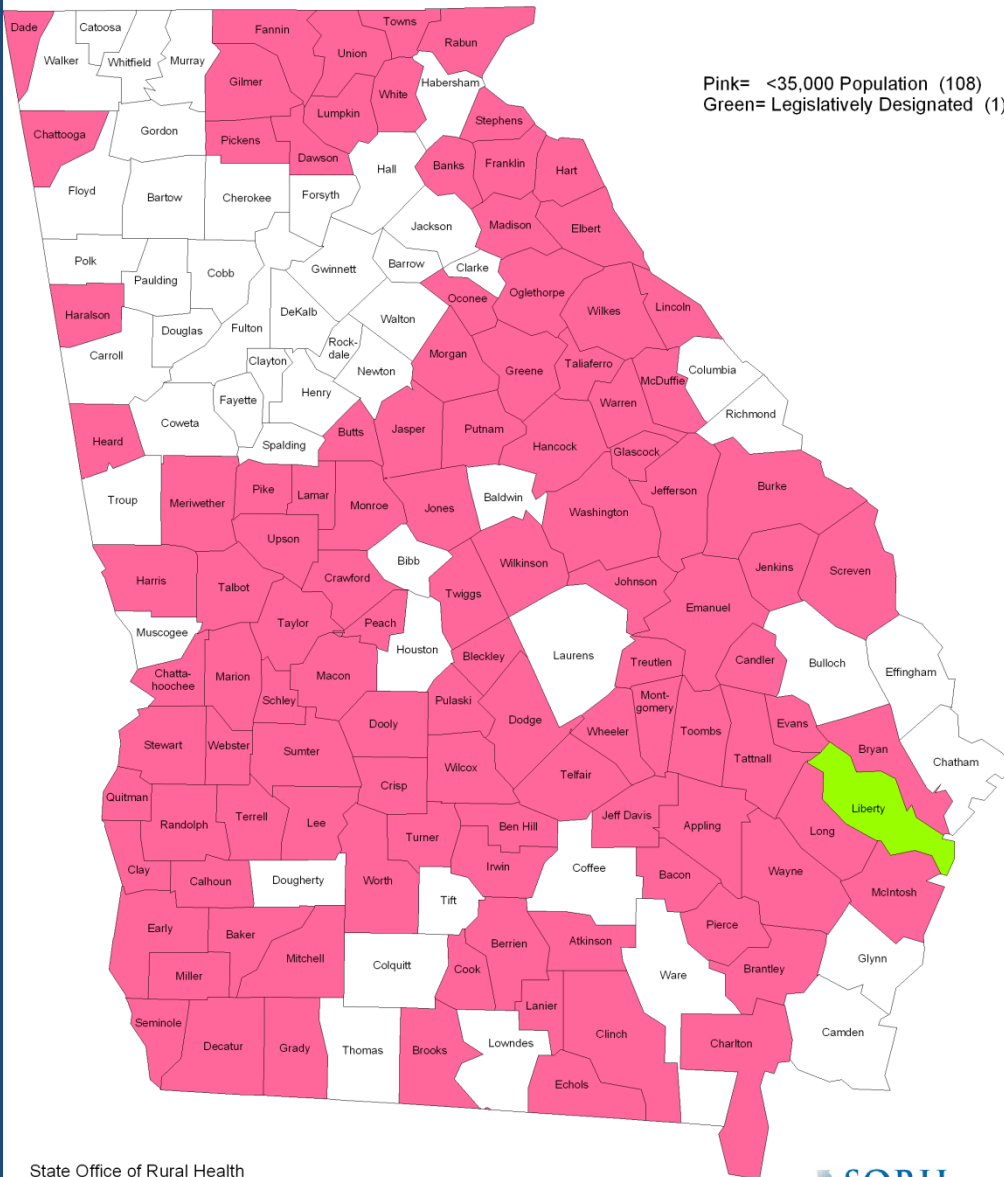 Dade
Catoosa
Fannin
Towns
Rabun
Walker
Whitfield
Murray
Union
Gilmer
White
Habersham
Pink= <35,000 Population (108)
Green= Legislatively Designated (1)
Lumpkin
Stephens
Chattooga
Gordon
Pickens
Dawson
Hall
Banks
Franklin
Hart
Floyd
Bartow
Cherokee
Forsyth
Jackson
Madison
Elbert
Polk
Paulding
Cobb
Gwinnett
Barrow
Clarke
Oconee
Oglethorpe
Wilkes
Lincoln
Haralson
Douglas
Fulton
DeKalb
Walton
Carroll
Clayton
Rock-
dale
Newton
Morgan
Greene
Taliaferro
McDuffie
Columbia
Coweta
Fayette
Henry
Warren
Richmond
Heard
Spalding
Butts
Jasper
Putnam
Hancock
Glascock
Troup
Meriwether
Pike
Lamar
Monroe
Jones
Baldwin
Washington
Jefferson
Burke
Upson
Bibb
Wilkinson
Harris
Talbot
Crawford
Twiggs
Johnson
Jenkins
Screven
Emanuel
Muscogee
Taylor
Peach
Houston
Bleckley
Laurens
Treutlen
Candler
Bulloch
Effingham
Chatta-
hoochee
Marion
Schley
Macon
Pulaski
Dooly
Dodge
Wheeler
Mont-
gomery
Toombs
Evans
Tattnall
Bryan
Chatham
Stewart
Webster
Sumter
Wilcox
Telfair
Crisp
Quitman
Randolph
Terrell
Lee
Turner
Ben Hill
Jeff Davis
Appling
Long
Liberty
Clay
Calhoun
Dougherty
Worth
Irwin
Coffee
Bacon
Wayne
McIntosh
Tift
Early
Baker
Mitchell
Colquitt
Cook
Berrien
Atkinson
Pierce
Ware
Brantley
Glynn
Miller
Lanier
Seminole
Decatur
Grady
Thomas
Brooks
Lowndes
Clinch
Echols
Charlton
Camden
State Office of Rural Health